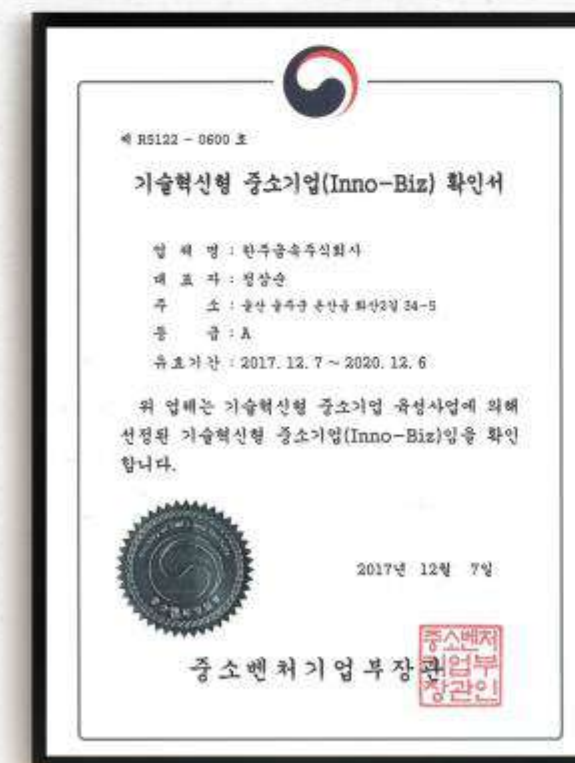 제 R5122 - 0600 호
기술혁신형 중소기업(Inno-Biz) 확인서
업 체 명 : 한주금속주식회사
대 표 자 : 정삼순
주 소 : 울산 울주군 온산읍 화산2길 34-5
등 급 : A
유효기간 : 2017. 12. 7 ~ 2020. 12. 6
위 업체는 기술혁신형 중소기업 육성사업에 의해
선정된 기술혁신형 중소기업(Inno-Biz)임을 확인
합니다.
2017년 12월 7일
중소벤처기업부장관
중소벤처
기업부
장관인